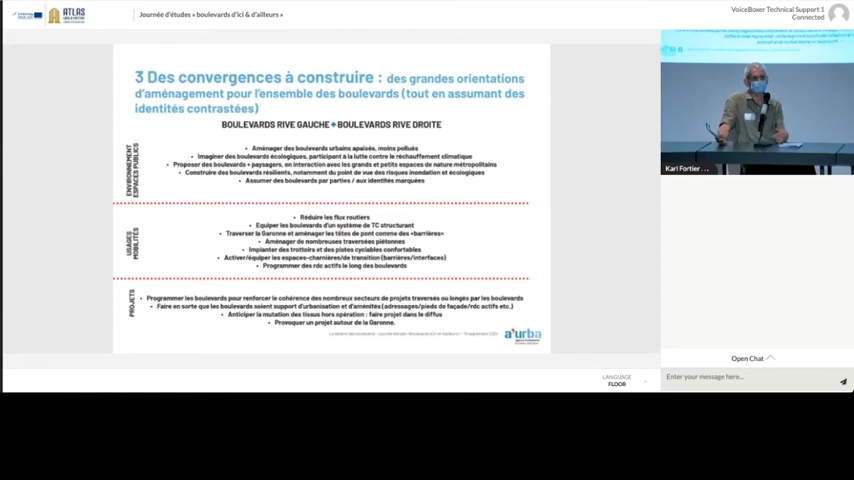 ATLAS
Journée d'études « boulevards d'ici & d'ailleurs »
VoiceBoxer Technical Support 1
Connected
3 Des convergences à construire : des grandes orientations
d'aménagement pour l'ensemble des boulevards (tout en assumant des
identités contrastées)
BOULEVARDS RIVE GAUCHE + BOULEVARDS RIVE DROITE
ENVIRONNEMENT
ESPACES PUBLICS
• Aménager des boulevards urbains apaisés, moins pollués
• Imaginer des boulevards écologiques, participant à la lutte contre le réchauffement climatique
• Proposer des boulevards + paysagers, en interaction avec les grands et petits espaces de nature métropolitains
• Construire des boulevards résilients, notamment du point de vue des risques inondation et écologiques
• Assumer des boulevards par parties / aux identités marquées
USAGES
MOBILITÉS
• Réduire les flux routiers
• Equiper les boulevards d'un système de TC structurant
• Traverser la Garonne et aménager les têtes de pont comme des «barrières»
• Aménager de nombreuses traversées piétonnes
• Implanter des trottoirs et des pistes cyclables confortables
• Activer/équiper les espaces-charnières/de transition (barrières/interfaces)
• Programmer des rdc actifs le long des boulevards
PROJETS
• Programmer les boulevards pour renforcer la cohérence des nombreux secteurs de projets traversés ou longés par les boulevards
• Faire en sorte que les boulevards soient support d'urbanisation et d'aménités (adressages/pieds de façade/rdc actifs etc.)
• Anticiper la mutation des tissus hors opération : faire projet dans le diffus
• Provoquer un projet autour de la Garonne.
a'urba
Karl Fortier ...
Open Chat
Enter your message here...
LANGUAGE
FLOOR